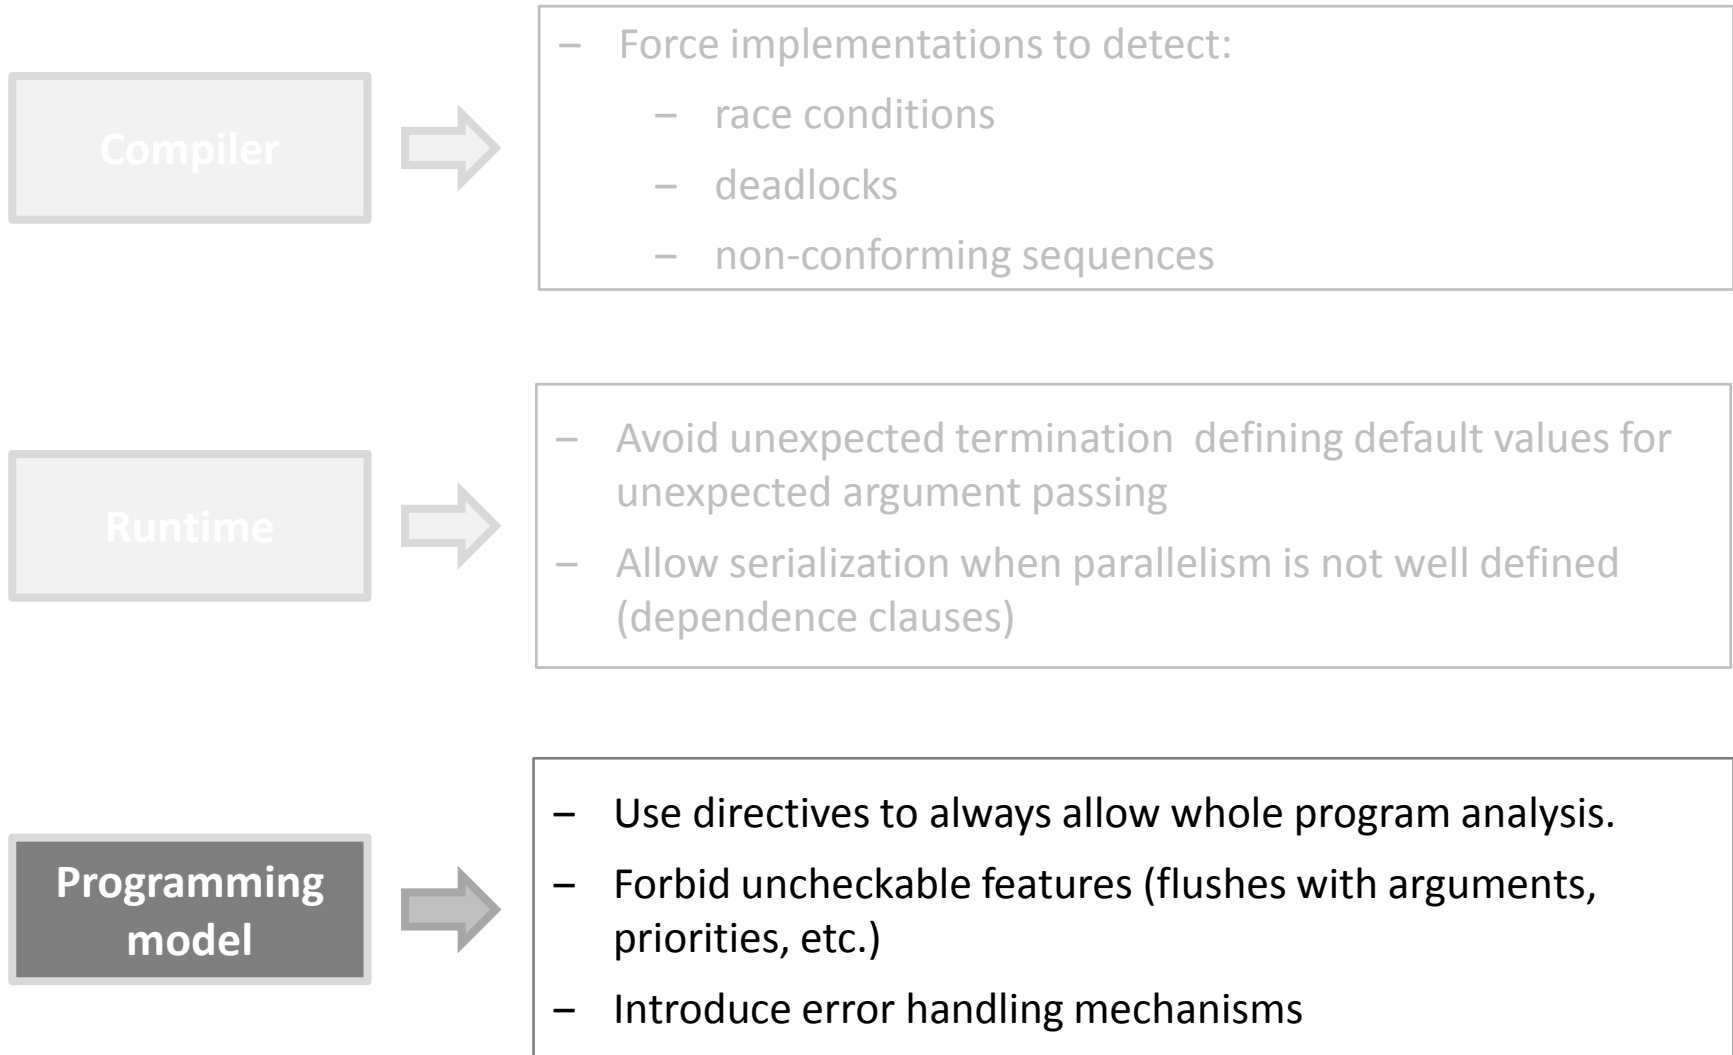 Compiler
– Force implementations to detect:
– race conditions
– deadlocks
– non-conforming sequences
Runtime
– Avoid unexpected termination  defining default values for
unexpected argument passing
– Allow serialization when parallelism is not well defined
(dependence clauses)
Programming
model
– Use directives to always allow whole program analysis.
– Forbid uncheckable features (flushes with arguments,
priorities, etc.)
– Introduce error handling mechanisms